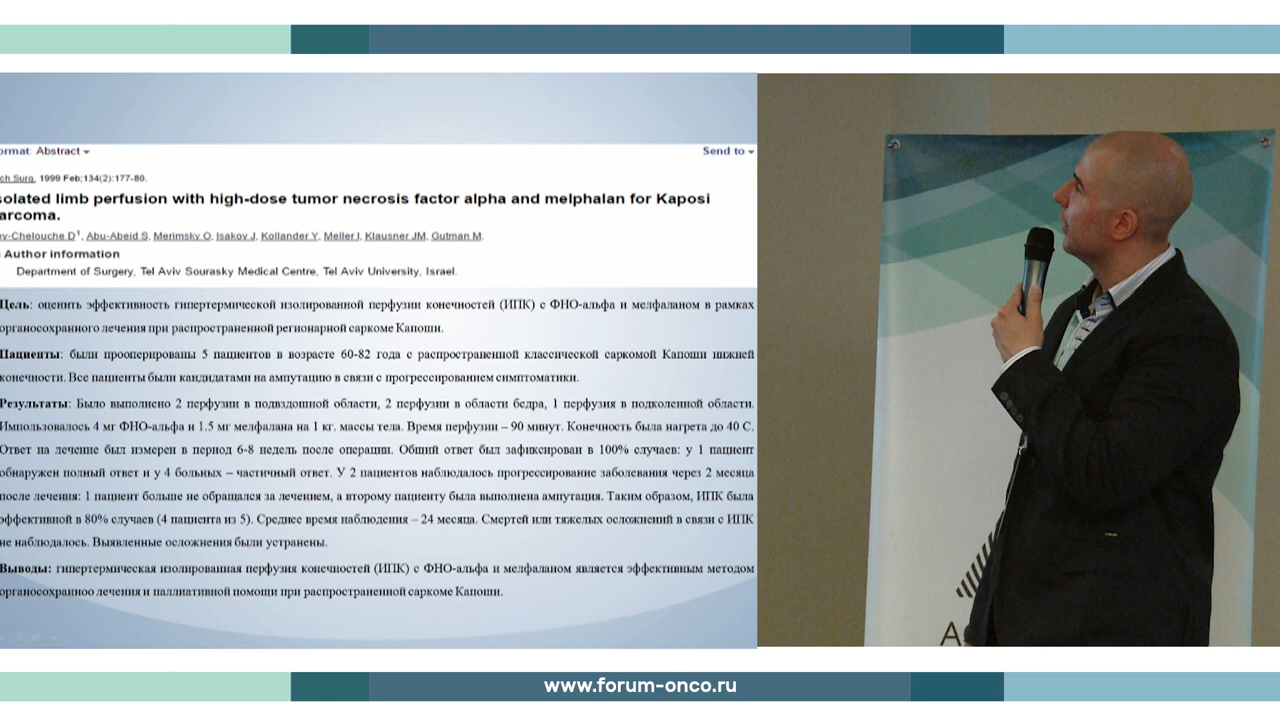 ormat: Abstract
Send to
ch Surg. 1999 Feb;134(2):177-80.
solated limb perfusion with high-dose tumor necrosis factor alpha and melphalan for Kaposi
arcoma.
ev-Chelouche D¹, Abu-Abeid S, Merimsky O, Isakov J, Kollander Y, Meller I, Klausner JM, Gutman M.
Author information
Department of Surgery, Tel Aviv Sourasky Medical Centre, Tel Aviv University, Israel.
Цель: оценить эффективность гипертермической изолированной перфузии конечностей (ИПК) с ФНО-альфа и мелфаланом в рамках
органосохранного лечения при распространенной регионарной саркоме Капоши.
Пациенты: были прооперированы 5 пациентов в возрасте 60-82 года с распространенной классической саркомой Капоши нижней
конечности. Все пациенты были кандидатами на ампутацию в связи с прогрессированием симптоматики.
Результаты: Было выполнено 2 перфузии в подвздошной области, 2 перфузии в области бедра, 1 перфузия в подколенной области.
Импользовалось 4 мг ФНО-альфа и 1.5 мг мелфалана на 1 кг. массы тела. Время перфузии – 90 минут. Конечность была нагрета до 40 С.
Ответ на лечение был измерен в период 6-8 недель после операции. Общий ответ был зафиксирован в 100% случаев: у 1 пациент
обнаружен полный ответ и у 4 больных – частичный ответ. У 2 пациентов наблюдалось прогрессирование заболевания через 2 месяца
после лечения: 1 пациент больше не обращался за лечением, а второму пациенту была выполнена ампутация. Таким образом, ИПК была
эффективной в 80% случаев (4 пациента из 5). Среднее время наблюдения – 24 месяца. Смертей или тяжелых осложнений в связи с ИПК
не наблюдалось. Выявленные осложнения были устранены.
Выводы: гипертермическая изолированная перфузия конечностей (ИПК) с ФНО-альфа и мелфаланом является эффективным методом
органосохранноо лечения и паллиативной помощи при распространенной саркоме Капоши.
A
www.forum-onco.ru